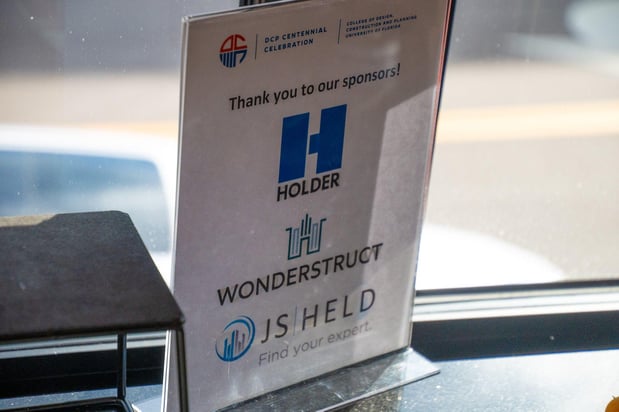 DCP CENTENNIAL
CELEBRATION
COLLEGE OF DESIGN,
CONSTRUCTION AND PLANNING
UNIVERSITY OF FLORIDA
Thank you to our sponsors!
HOLDER
WONDERSTRUCT
JS|HELD
Find your expert.